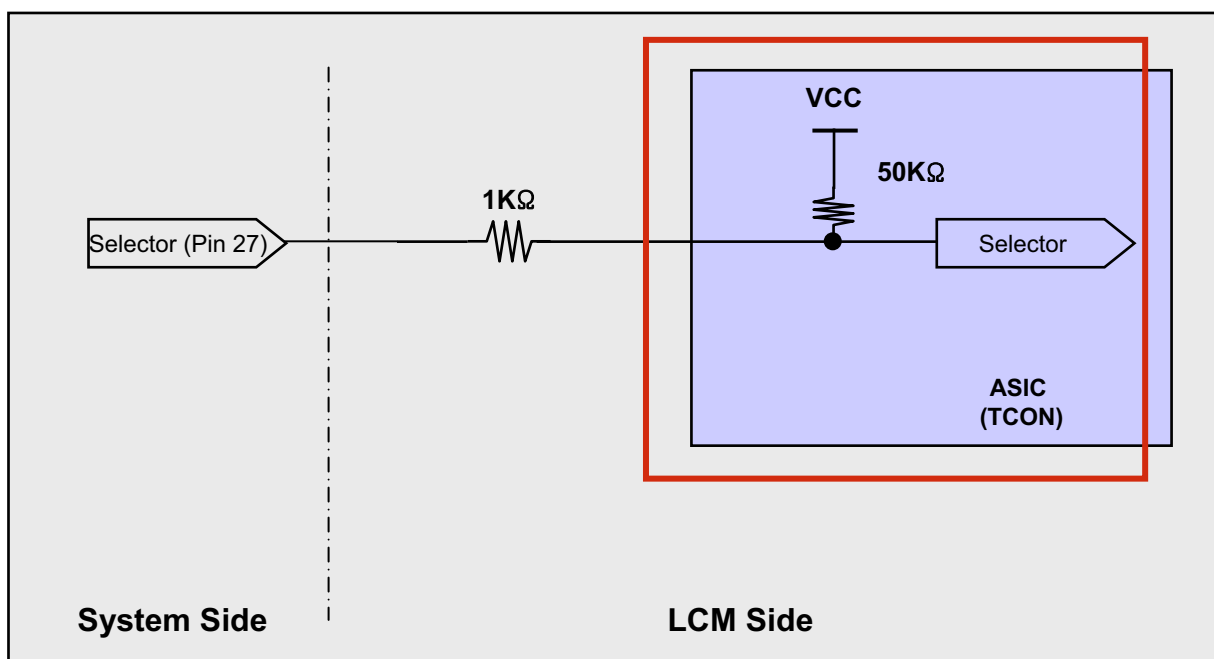 VCC
50KΩ
1KΩ
Selector (Pin 27)
Selector
ASIC
(TCON)
System Side
LCM Side